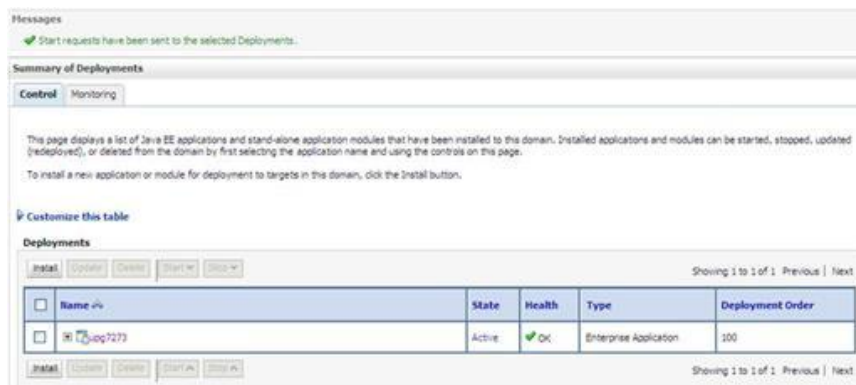 Messages
Start requests have been sent to the selected Deployments.
Summary of Deployments
Control Monitoring
This page displays a list of Java EE applications and stand-alone application modules that have been installed to this domain. Installed applications and modules can be started, stopped, updated
(redeployed), or deleted from the domain by first selecting the application name and using the controls on this page.
To install a new application or module for deployment to targets in this domain, click the Install button.
Customize this table
Deployments
Install Update Delete Start Stop Showing 1 to 1 of 1 Previous | Next
Name State Health Type Deployment Order
upg7273 Active OK Enterprise Application 100
Install Update Delete Start Stop Showing 1 to 1 of 1 Previous | Next